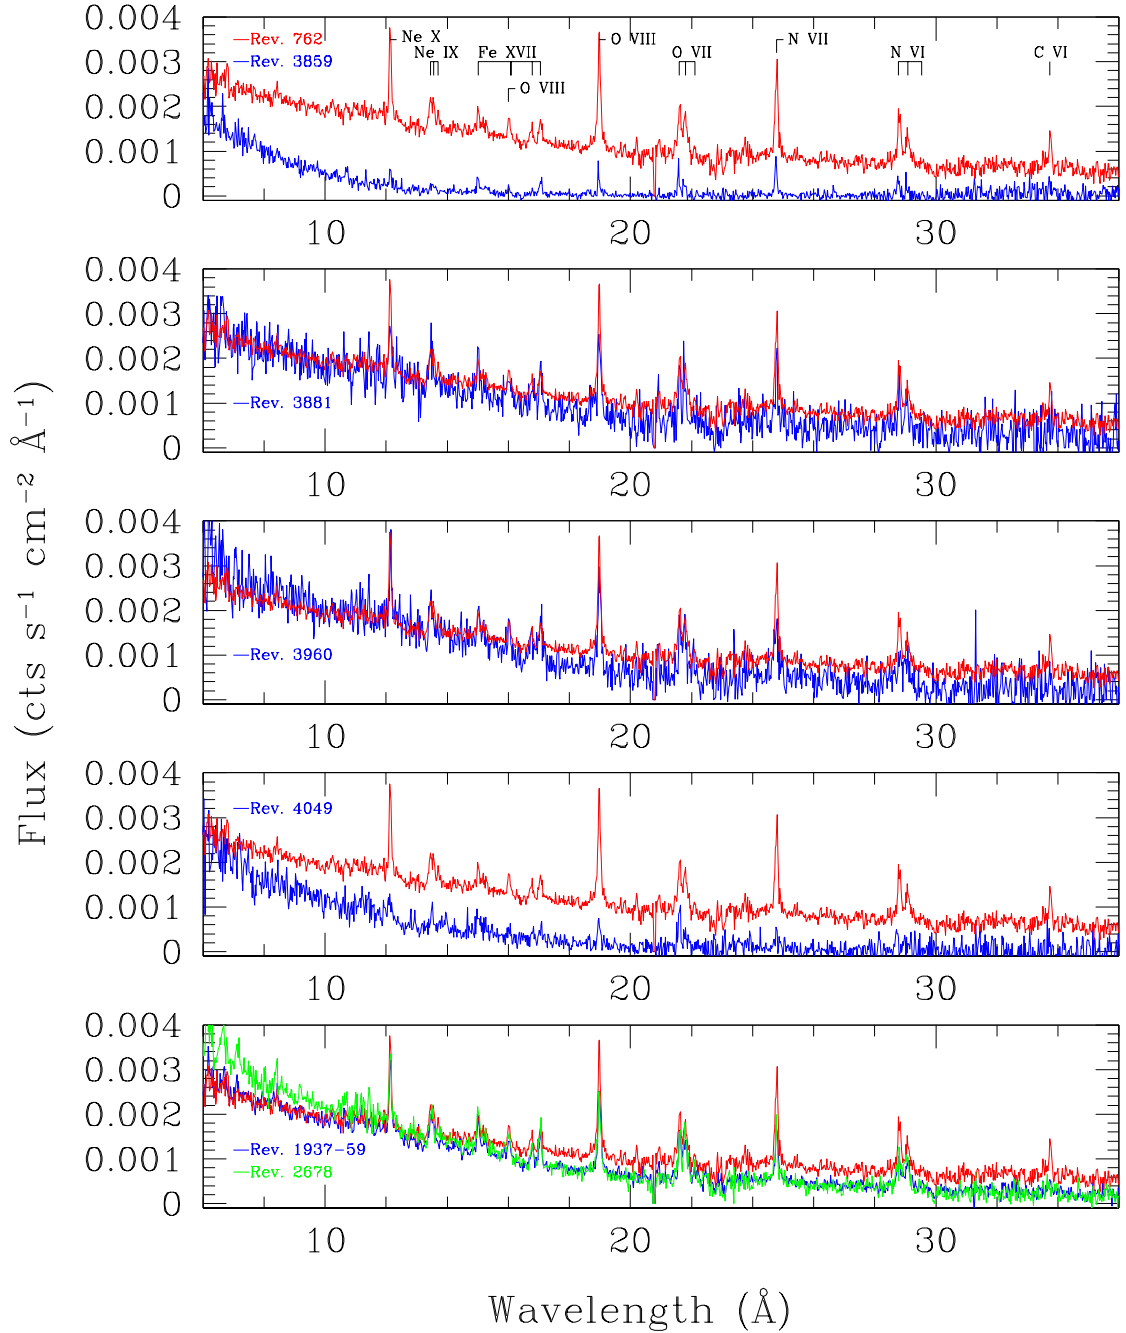 Flux (cts s⁻¹ cm⁻² Å⁻¹)
0.004
0.003
0.002
0.001
0
—Rev. 762
—Rev. 3859
Ne X
Ne IX
Fe XVII
O VIII
O VIII
O VII
N VII
N VI
C VI
10 20 30
0.004
0.003
0.002
0.001
0
—Rev. 3881
10 20 30
0.004
0.003
0.002
0.001
0
—Rev. 3960
10 20 30
0.004
0.003
0.002
0.001
0
—Rev. 4049
10 20 30
0.004
0.003
0.002
0.001
0
—Rev. 1937-59
—Rev. 2678
10 20 30
Wavelength (Å)